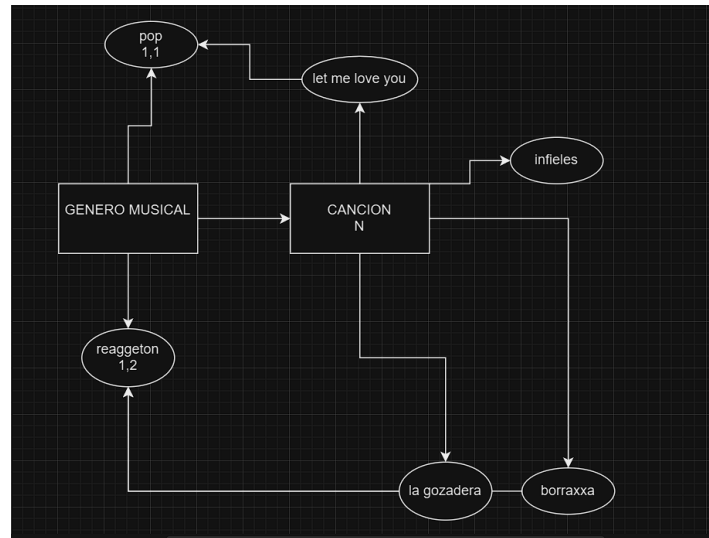 pop
1,1
let me love you
infieles
GENERO MUSICAL
CANCION
N
reaggeton
1,2
la gozadera
borraxxa